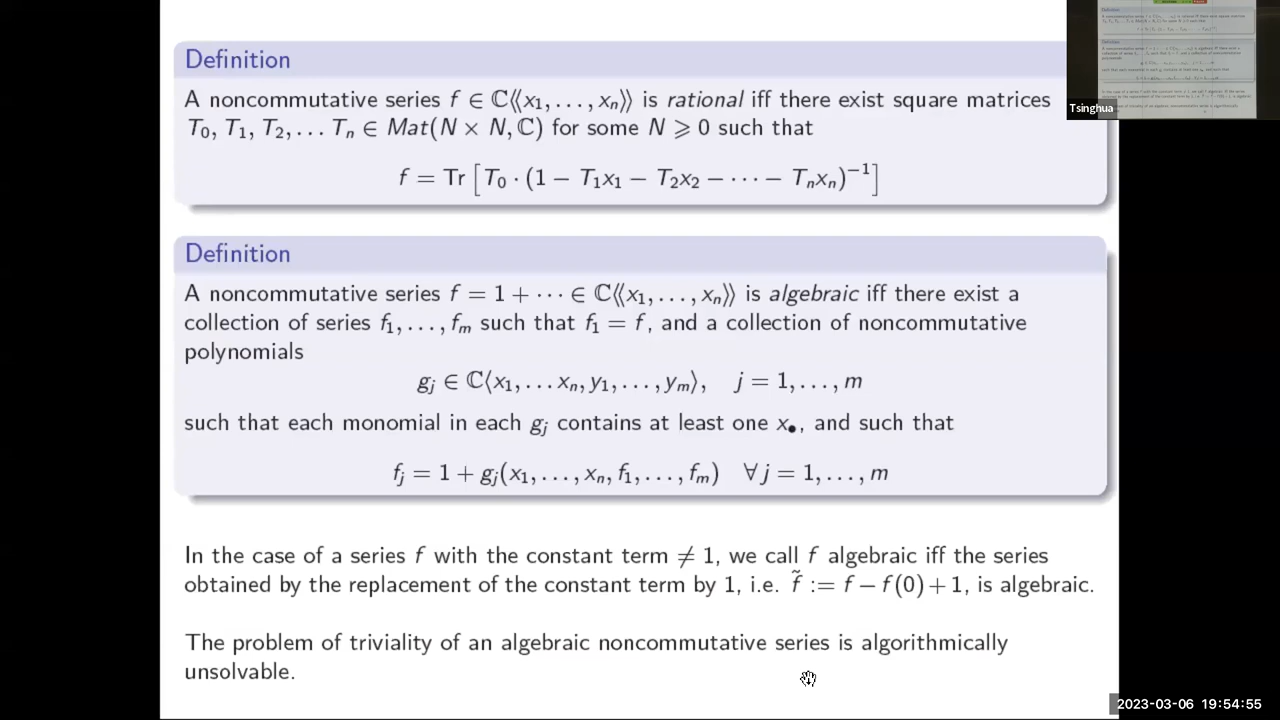 Definition
A noncommutative series f ∈ ℂ⟨⟨x₁, . . . , xₙ⟩⟩ is rational iff there exist square matrices
T₀, T₁, T₂, . . . Tₙ ∈ Mat(N × N, ℂ) for some N ⩾ 0 such that
f = Tr [T₀ · (1 − T₁x₁ − T₂x₂ − · · · − Tₙxₙ)⁻¹]
Definition
A noncommutative series f = 1 + · · · ∈ ℂ⟨⟨x₁, . . . , xₙ⟩⟩ is algebraic iff there exist a
collection of series f₁, . . . , fₘ such that f₁ = f, and a collection of noncommutative
polynomials
gⱼ ∈ ℂ⟨x₁, . . . xₙ, y₁, . . . , yₘ⟩, j = 1, . . . , m
such that each monomial in each gⱼ contains at least one x•, and such that
fⱼ = 1 + gⱼ(x₁, . . . , xₙ, f₁, . . . , fₘ) ∀ j = 1, . . . , m
In the case of a series f with the constant term ≠ 1, we call f algebraic iff the series
obtained by the replacement of the constant term by 1, i.e. f̃ := f − f(0) + 1, is algebraic.
The problem of triviality of an algebraic noncommutative series is algorithmically
unsolvable.
Tsinghua
2023-03-06 19:54:55